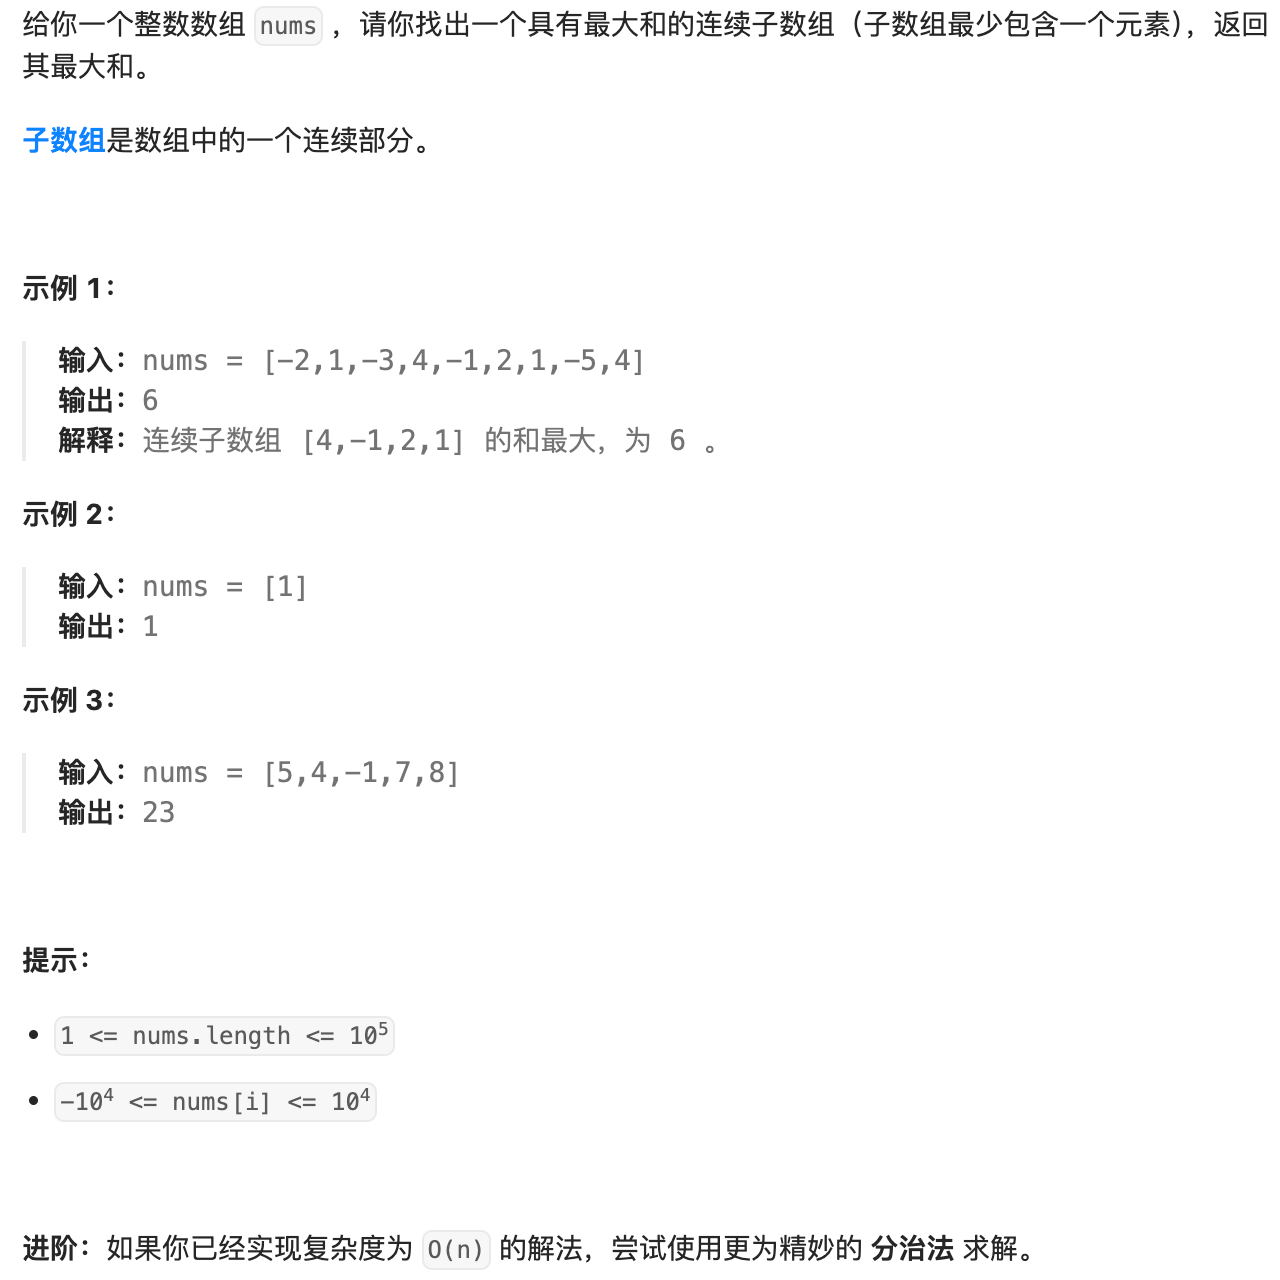 给你一个整数数组 nums ，请你找出一个具有最大和的连续子数组（子数组最少包含一个元素），返回
其最大和。
子数组是数组中的一个连续部分。
示例 1：
输入：nums = [-2,1,-3,4,-1,2,1,-5,4]
输出：6
解释：连续子数组 [4,-1,2,1] 的和最大，为 6 。
示例 2：
输入：nums = [1]
输出：1
示例 3：
输入：nums = [5,4,-1,7,8]
输出：23
提示：
• 1 <= nums.length <= 10⁵
• -10⁴ <= nums[i] <= 10⁴
进阶：如果你已经实现复杂度为 O(n) 的解法，尝试使用更为精妙的 分治法 求解。